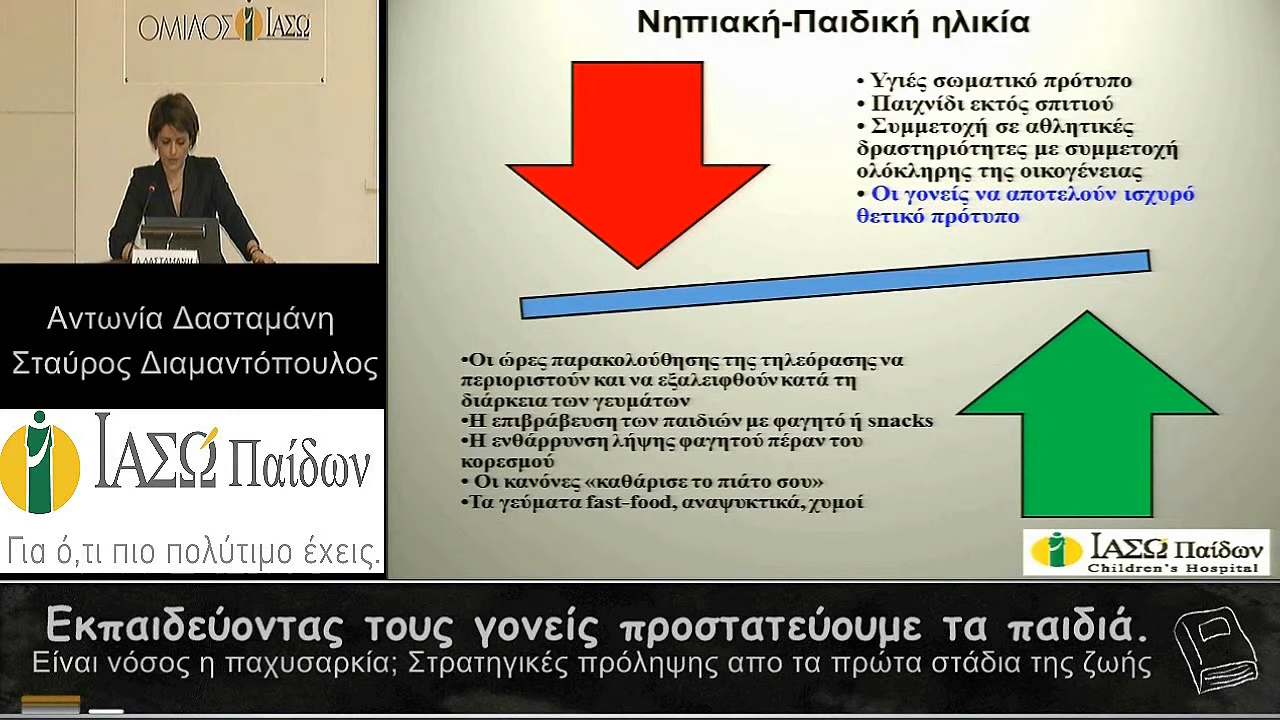 ΟΜΙΛΟΣ ΙΑΣΩ
Αντωνία Δασταμάνη
Σταύρος Διαμαντόπουλος
ΙΑΣΩ Παίδων
Για ό,τι πιο πολύτιμο έχεις.
Νηπιακή-Παιδική ηλικία
• Υγιές σωματικό πρότυπο
• Παιχνίδι εκτός σπιτιού
• Συμμετοχή σε αθλητικές
δραστηριότητες με συμμετοχή
ολόκληρης της οικογένειας
• Οι γονείς να αποτελούν ισχυρό
θετικό πρότυπο
•Οι ώρες παρακολούθησης της τηλεόρασης να
περιοριστούν και να εξαλειφθούν κατά τη
διάρκεια των γευμάτων
•Η επιβράβευση των παιδιών με φαγητό ή snacks
•Η ενθάρρυνση λήψης φαγητού πέραν του
κορεσμού
• Οι κανόνες «καθάρισε το πιάτο σου»
•Τα γεύματα fast-food, αναψυκτικά, χυμοί
ΙΑΣΩ Παίδων
Children's Hospital
Εκπαιδεύοντας τους γονείς προστατεύουμε τα παιδιά.
Είναι νόσος η παχυσαρκία; Στρατηγικές πρόληψης απο τα πρώτα στάδια της ζωής